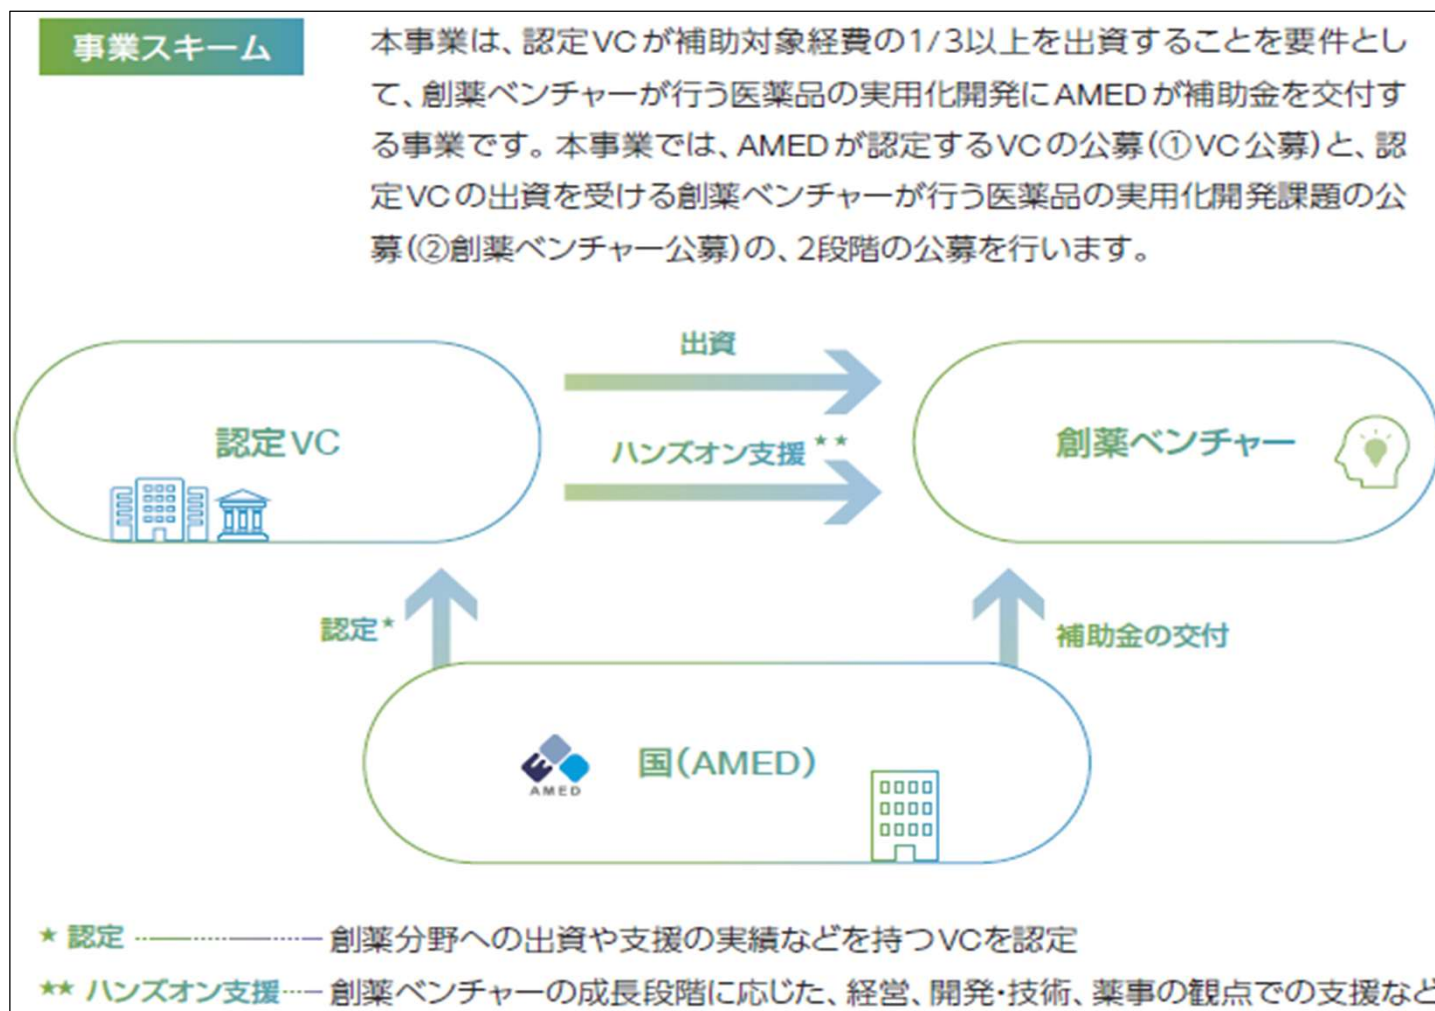 事業スキーム
本事業は、認定VCが補助対象経費の1/3以上を出資することを要件とし
て、創薬ベンチャーが行う医薬品の実用化開発にAMEDが補助金を交付す
る事業です。本事業では、AMEDが認定するVCの公募(①VC公募)と、認
定VCの出資を受ける創薬ベンチャーが行う医薬品の実用化開発課題の公
募(②創薬ベンチャー公募)の、2段階の公募を行います。
出資
認定VC
ハンズオン支援★★
創薬ベンチャー
認定★
補助金の交付
AMED
国(AMED)
★ 認定 創薬分野への出資や支援の実績などを持つVCを認定
★★ ハンズオン支援 創薬ベンチャーの成長段階に応じた、経営、開発・技術、薬事の観点での支援など